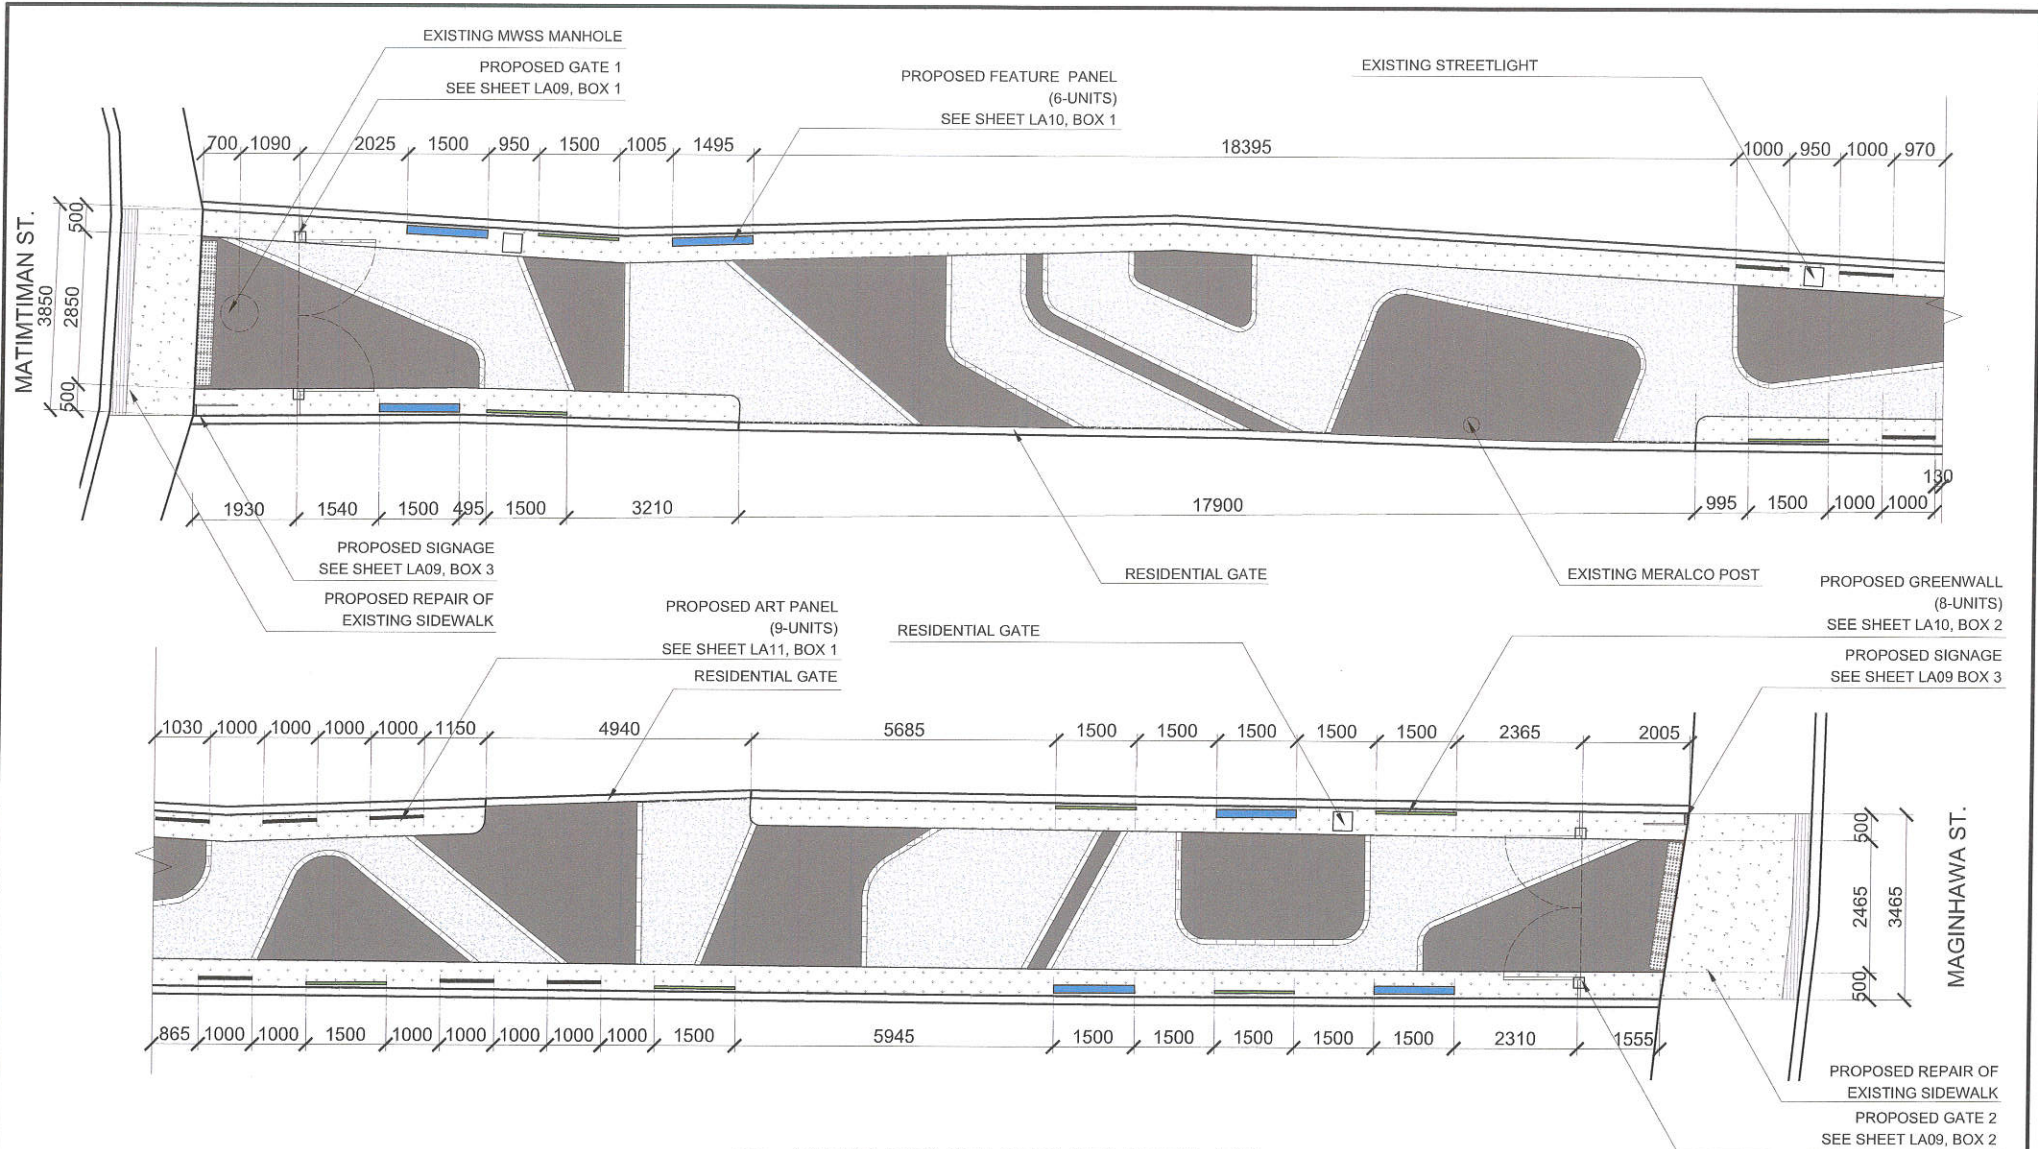 EXISTING MWSS MANHOLE
PROPOSED GATE 1
SEE SHEET LA09, BOX 1
PROPOSED FEATURE PANEL
(6-UNITS)
SEE SHEET LA10, BOX 1
EXISTING STREETLIGHT
700 1090 2025 1500 950 1500 1005 1495 18395 1000 950 1000 970
MATIMTIMAN ST.
3850
500
2850
500
130
1930 1540 1500 495 1500 3210 17900 995 1500 1000 1000
PROPOSED SIGNAGE
SEE SHEET LA09, BOX 3
PROPOSED REPAIR OF
EXISTING SIDEWALK
RESIDENTIAL GATE
EXISTING MERALCO POST
PROPOSED ART PANEL
(9-UNITS)
SEE SHEET LA11, BOX 1
RESIDENTIAL GATE
RESIDENTIAL GATE
PROPOSED GREENWALL
(8-UNITS)
SEE SHEET LA10, BOX 2
PROPOSED SIGNAGE
SEE SHEET LA09 BOX 3
1030 1000 1000 1000 1000 1150 4940 5685 1500 1500 1500 1500 1500 2365 2005
500
2465
500
3465
MAGINHAWA ST.
865 1000 1000 1500 1000 1000 1000 1000 1000 1500 5945 1500 1500 1500 1500 1500 2310 1555
PROPOSED REPAIR OF
EXISTING SIDEWALK
PROPOSED GATE 2
SEE SHEET LA09, BOX 2